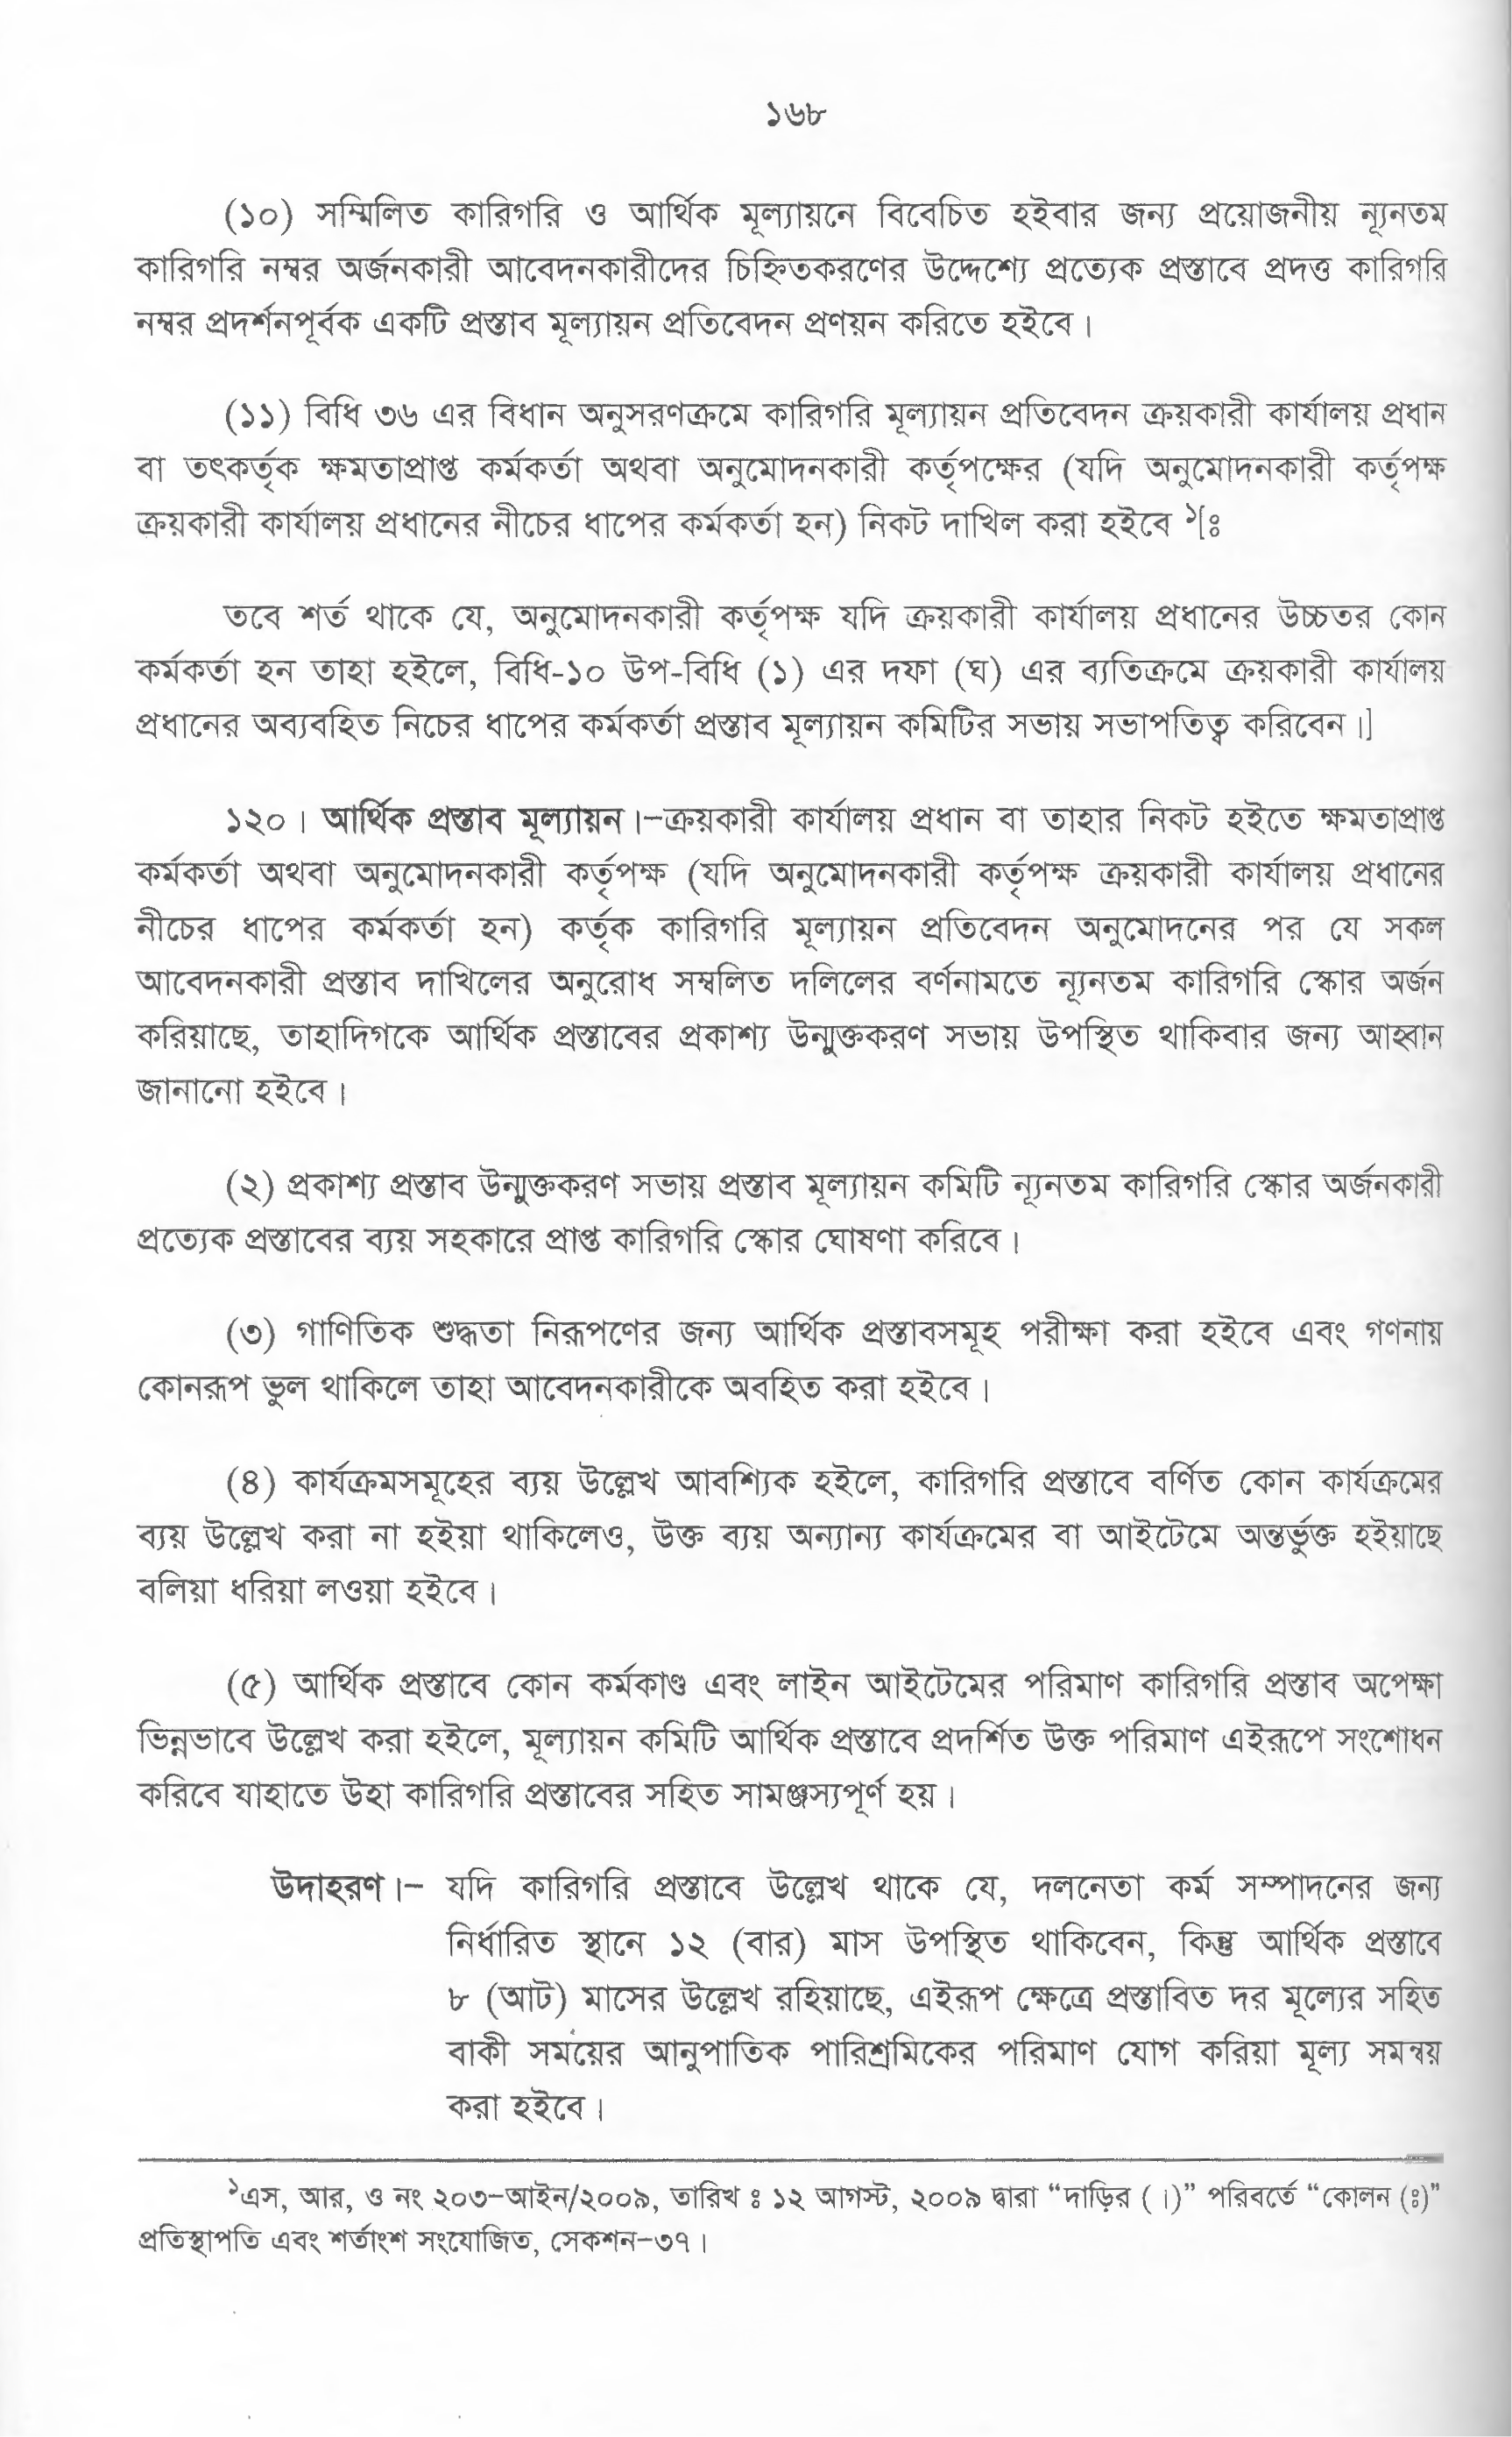 ১৬৮
(১০) সম্মিলিত কারিগরি ও আর্থিক মূল্যায়নে বিবেচিত হইবার জন্য প্রয়োজনীয় ন্যূনতম
কারিগরি নম্বর অর্জনকারী আবেদনকারীদের চিহ্নিতকরণের উদ্দেশ্যে প্রত্যেক প্রস্তাবে প্রদত্ত কারিগরি
নম্বর প্রদর্শনপূর্বক একটি প্রস্তাব মূল্যায়ন প্রতিবেদন প্রণয়ন করিতে হইবে।
(১১) বিধি ৩৬ এর বিধান অনুসরণক্রমে কারিগরি মূল্যায়ন প্রতিবেদন ক্রয়কারী কার্যালয় প্রধান
বা তৎকর্তৃক ক্ষমতাপ্রাপ্ত কর্মকর্তা অথবা অনুমোদনকারী কর্তৃপক্ষের (যদি অনুমোদনকারী কর্তৃপক্ষ
ক্রয়কারী কার্যালয় প্রধানের নীচের ধাপের কর্মকর্তা হন) নিকট দাখিল করা হইবে ১[ঃ
তবে শর্ত থাকে যে, অনুমোদনকারী কর্তৃপক্ষ যদি ক্রয়কারী কার্যালয় প্রধানের উচ্চতর কোন
কর্মকর্তা হন তাহা হইলে, বিধি-১০ উপ-বিধি (১) এর দফা (ঘ) এর ব্যতিক্রমে ক্রয়কারী কার্যালয়
প্রধানের অব্যবহিত নিচের ধাপের কর্মকর্তা প্রস্তাব মূল্যায়ন কমিটির সভায় সভাপতিত্ব করিবেন।]
১২০। আর্থিক প্রস্তাব মূল্যায়ন।–ক্রয়কারী কার্যালয় প্রধান বা তাহার নিকট হইতে ক্ষমতাপ্রাপ্ত
কর্মকর্তা অথবা অনুমোদনকারী কর্তৃপক্ষ (যদি অনুমোদনকারী কর্তৃপক্ষ ক্রয়কারী কার্যালয় প্রধানের
নীচের ধাপের কর্মকর্তা হন) কর্তৃক কারিগরি মূল্যায়ন প্রতিবেদন অনুমোদনের পর যে সকল
আবেদনকারী প্রস্তাব দাখিলের অনুরোধ সম্বলিত দলিলের বর্ণনামতে ন্যূনতম কারিগরি স্কোর অর্জন
করিয়াছে, তাহাদিগকে আর্থিক প্রস্তাবের প্রকাশ্য উন্মুক্তকরণ সভায় উপস্থিত থাকিবার জন্য আহ্বান
জানানো হইবে।
(২) প্রকাশ্য প্রস্তাব উন্মুক্তকরণ সভায় প্রস্তাব মূল্যায়ন কমিটি ন্যূনতম কারিগরি স্কোর অর্জনকারী
প্রত্যেক প্রস্তাবের ব্যয় সহকারে প্রাপ্ত কারিগরি স্কোর ঘোষণা করিবে।
(৩) গাণিতিক শুদ্ধতা নিরূপণের জন্য আর্থিক প্রস্তাবসমূহ পরীক্ষা করা হইবে এবং গণনায়
কোনরূপ ভুল থাকিলে তাহা আবেদনকারীকে অবহিত করা হইবে।
(৪) কার্যক্রমসমূহের ব্যয় উল্লেখ আবশ্যিক হইলে, কারিগরি প্রস্তাবে বর্ণিত কোন কার্যক্রমের
ব্যয় উল্লেখ করা না হইয়া থাকিলেও, উক্ত ব্যয় অন্যান্য কার্যক্রমের বা আইটেমে অন্তর্ভুক্ত হইয়াছে
বলিয়া ধরিয়া লওয়া হইবে।
(৫) আর্থিক প্রস্তাবে কোন কর্মকাণ্ড এবং লাইন আইটেমের পরিমাণ কারিগরি প্রস্তাব অপেক্ষা
ভিন্নভাবে উল্লেখ করা হইলে, মূল্যায়ন কমিটি আর্থিক প্রস্তাবে প্রদর্শিত উক্ত পরিমাণ এইরূপে সংশোধন
করিবে যাহাতে উহা কারিগরি প্রস্তাবের সহিত সামঞ্জস্যপূর্ণ হয়।
উদাহরণ।– যদি কারিগরি প্রস্তাবে উল্লেখ থাকে যে, দলনেতা কর্ম সম্পাদনের জন্য
নির্ধারিত স্থানে ১২ (বার) মাস উপস্থিত থাকিবেন, কিন্তু আর্থিক প্রস্তাবে
৮ (আট) মাসের উল্লেখ রহিয়াছে, এইরূপ ক্ষেত্রে প্রস্তাবিত দর মূল্যের সহিত
বাকী সময়ের আনুপাতিক পারিশ্রমিকের পরিমাণ যোগ করিয়া মূল্য সমন্বয়
করা হইবে।
১এস, আর, ও নং ২০৩–আইন/২০০৯, তারিখ ঃ ১২ আগস্ট, ২০০৯ দ্বারা “দাড়ির (।)” পরিবর্তে “কোলন (ঃ)”
প্রতিস্থাপতি এবং শর্তাংশ সংযোজিত, সেকশন–৩৭।